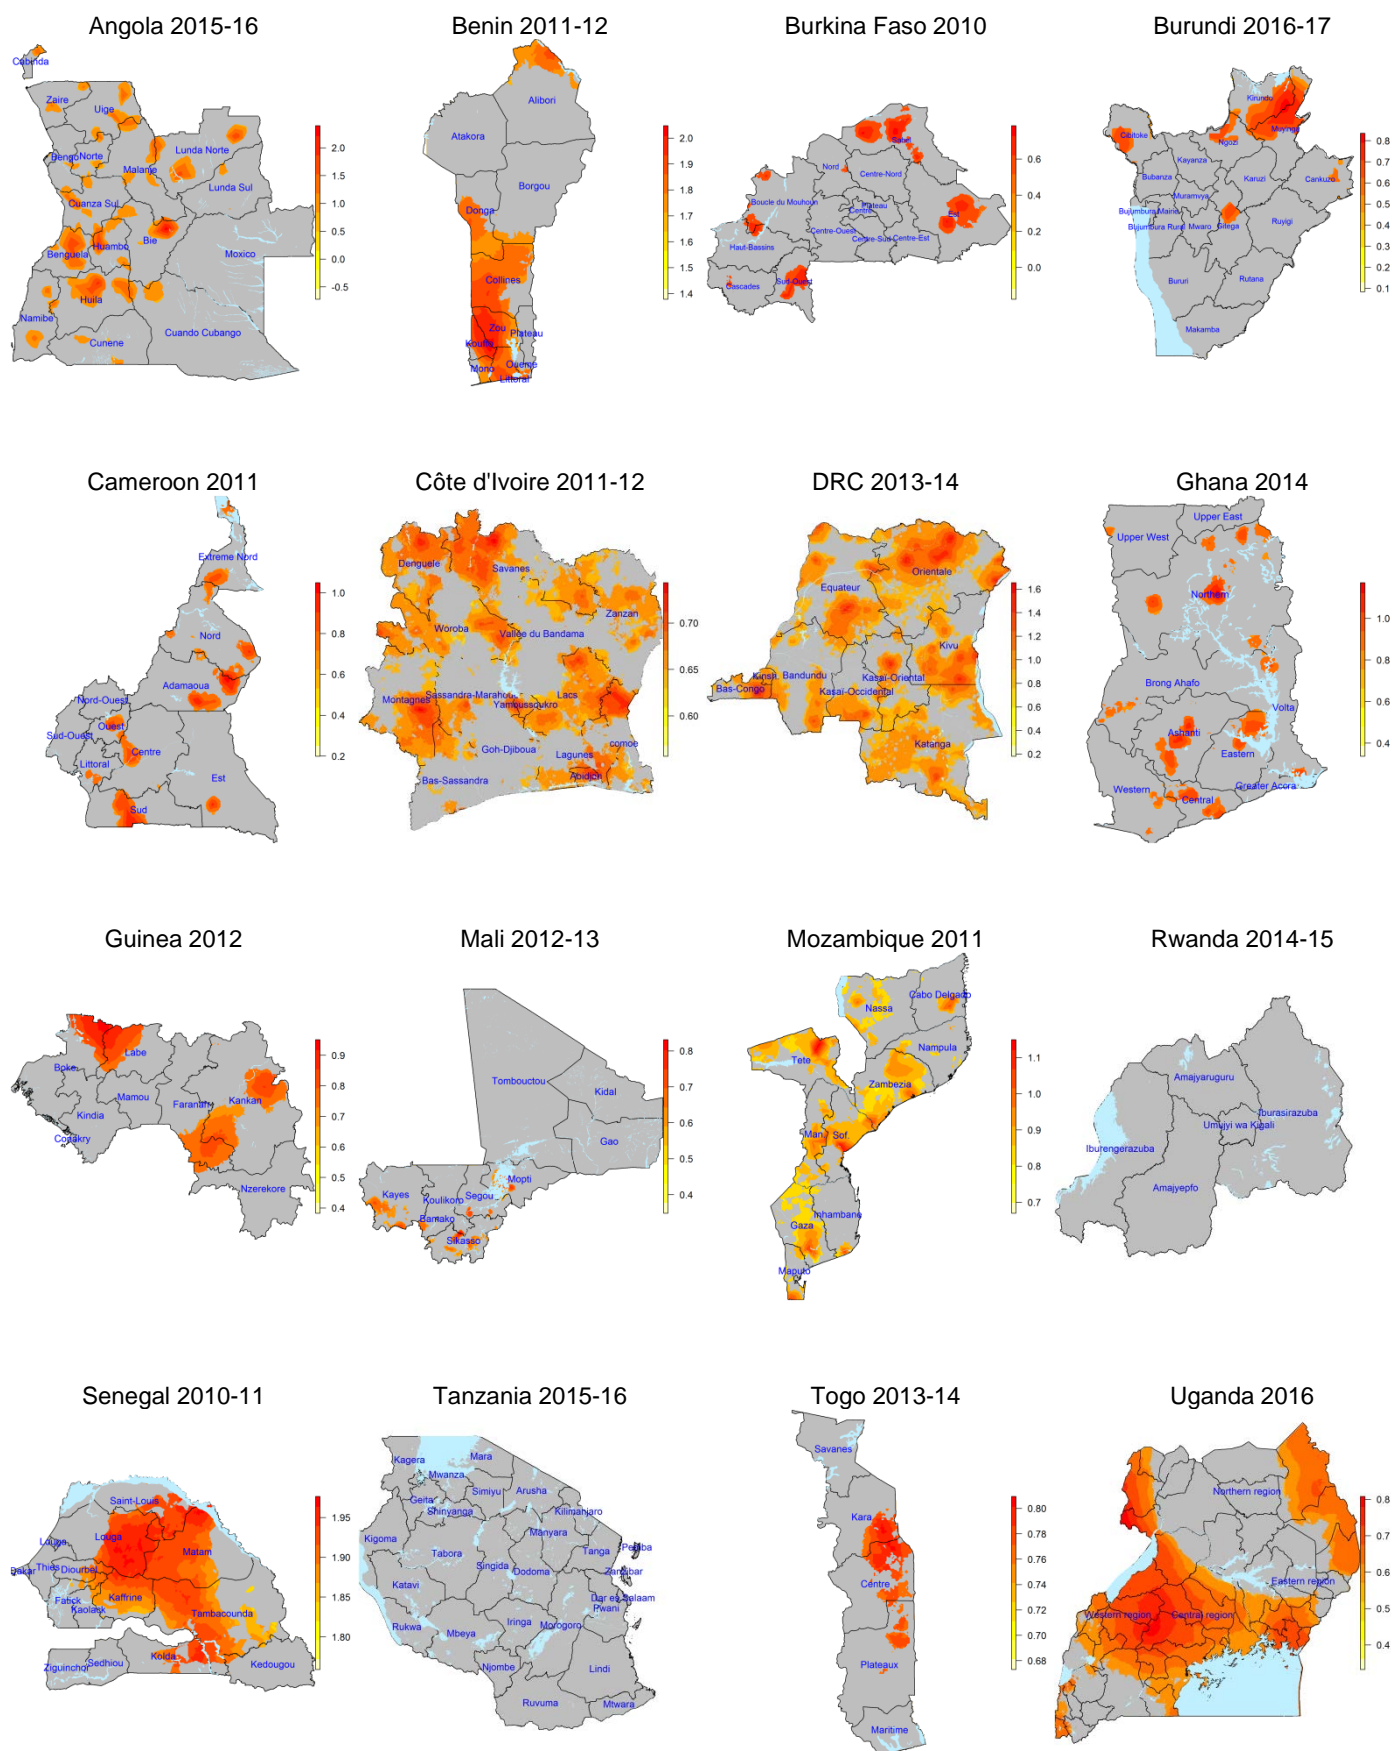 Angola 2015-16
Cabinda
Zaire
Uige
Bengo
Norte
Malanje
Lunda Norte
Lunda Sul
Cuanza Sul
Huambo
Bie
Benguela
Moxico
Huila
Namibe
Cunene
Cuando Cubango
2.0
1.5
1.0
0.5
0.0
-0.5
Benin 2011-12
Alibori
Atakora
Borgou
Donga
Collines
Zou
Plateau
Kouffo
Mono
Oueme
Littoral
2.0
1.9
1.8
1.7
1.6
1.5
1.4
Burkina Faso 2010
Sahel
Nord
Centre-Nord
Boucle du Mouhoun
Plateau
Centre
Est
Centre-Ouest
Centre-Sud
Centre-Est
Haut-Bassins
Cascades
Sud-Ouest
0.6
0.4
0.2
0.0
Burundi 2016-17
Kirundu
Muyinga
Cibitoke
Ngozi
Kayanza
Bubanza
Karuzi
Cankuzo
Muramvya
Bujumbura Mairie
Bujumbura Rural
Mwaro
Gitega
Ruyigi
Bururi
Rutana
Makamba
0.8
0.7
0.6
0.5
0.4
0.3
0.2
0.1
Cameroon 2011
Extreme Nord
Nord
Adamaoua
Nord-Ouest
Ouest
Sud-Ouest
Centre
Littoral
Est
Sud
1.0
0.8
0.6
0.4
0.2
Côte d'Ivoire 2011-12
Denguele
Savanes
Zanzan
Woroba
Vallée du Bandama
Sassandra-Marahoué
Montagnes
Lacs
Yamoussoukro
Goh-Djiboua
Lagunes
comoe
Bas-Sassandra
Abidjan
0.70
0.65
0.60
DRC 2013-14
Orientale
Equateur
Kivu
Kinsh.
Bandundu
Bas-Congo
Kasaï-Oriental
Kasaï-Occidental
Katanga
1.6
1.4
1.2
1.0
0.8
0.6
0.4
0.2
Ghana 2014
Upper East
Upper West
Northern
Brong Ahafo
Volta
Ashanti
Eastern
Western
Central
Greater Accra
1.0
0.8
0.6
0.4
Guinea 2012
Labe
Boke
Mamou
Kankan
Kindia
Faranah
Conakry
Nzerekore
0.9
0.8
0.7
0.6
0.5
0.4
Mali 2012-13
Tombouctou
Kidal
Gao
Mopti
Kayes
Koulikoro
Segou
Bamako
Sikasso
0.8
0.7
0.6
0.5
0.4
Mozambique 2011
Nassa
Cabo Delgado
Nampula
Tete
Zambezia
Man.
Sof.
Gaza
Inhambane
Maputo
1.1
1.0
0.9
0.8
0.7
Rwanda 2014-15
Amajyaruguru
Iburasirazuba
Umujyi wa Kigali
Iburengerazuba
Amajyepfo
Senegal 2010-11
Saint-Louis
Louga
Louga
Matam
Dakar
Thies
Diourbel
Fatick
Kaolask
Kaffrine
Tambacounda
Kolda
Ziguinchor
Sedhiou
Kedougou
1.95
1.90
1.85
1.80
Tanzania 2015-16
Kagera
Mara
Mwanza
Geita
Simiyu
Arusha
Shinyanga
Kilimanjaro
Kigoma
Manyara
Tabora
Tanga
Pemba
Singida
Dodoma
Zanzibar
Katavi
Dar es Salaam
Pwani
Rukwa
Mbeya
Iringa
Morogoro
Njombe
Lindi
Ruvuma
Mtwara
Togo 2013-14
Savanes
Kara
Centre
Plateaux
Maritime
0.80
0.78
0.76
0.74
0.72
0.70
0.68
Uganda 2016
Northern region
Eastern region
Western region
Central region
0.8
0.7
0.6
0.5
0.4